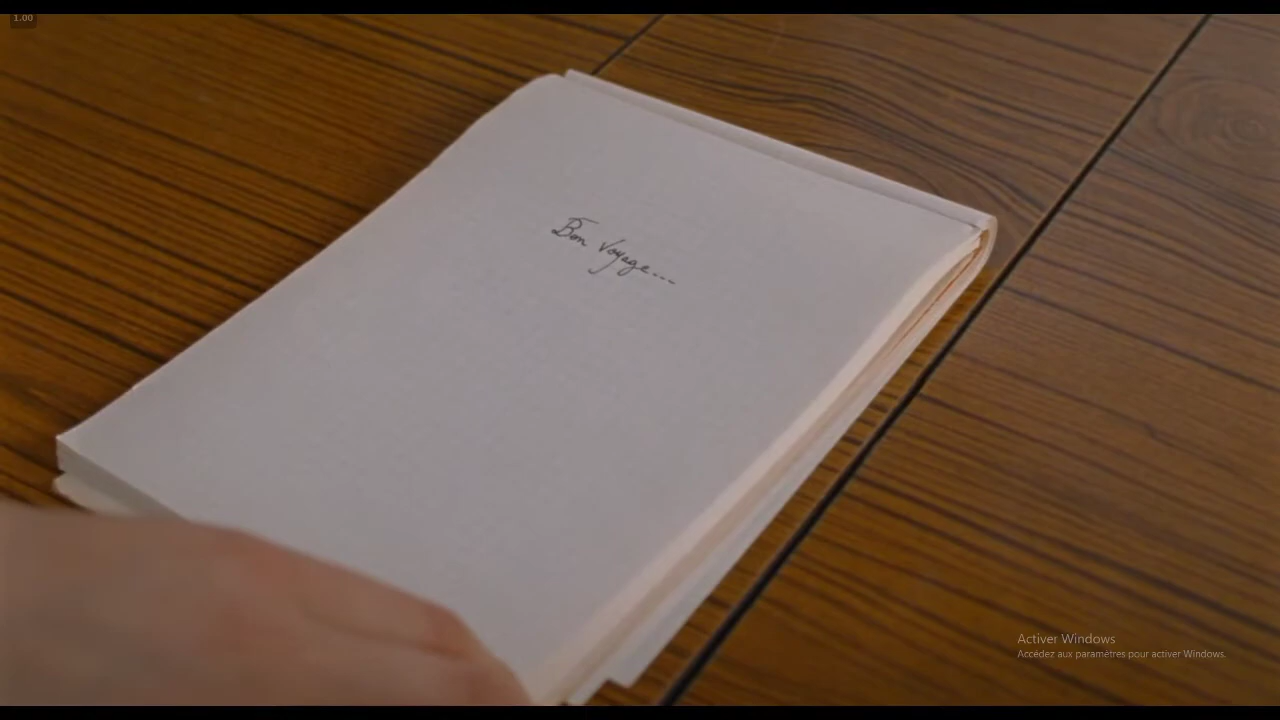 1.00
Bon Voyage...
Activer Windows
Accédez aux paramètres pour activer Windows.